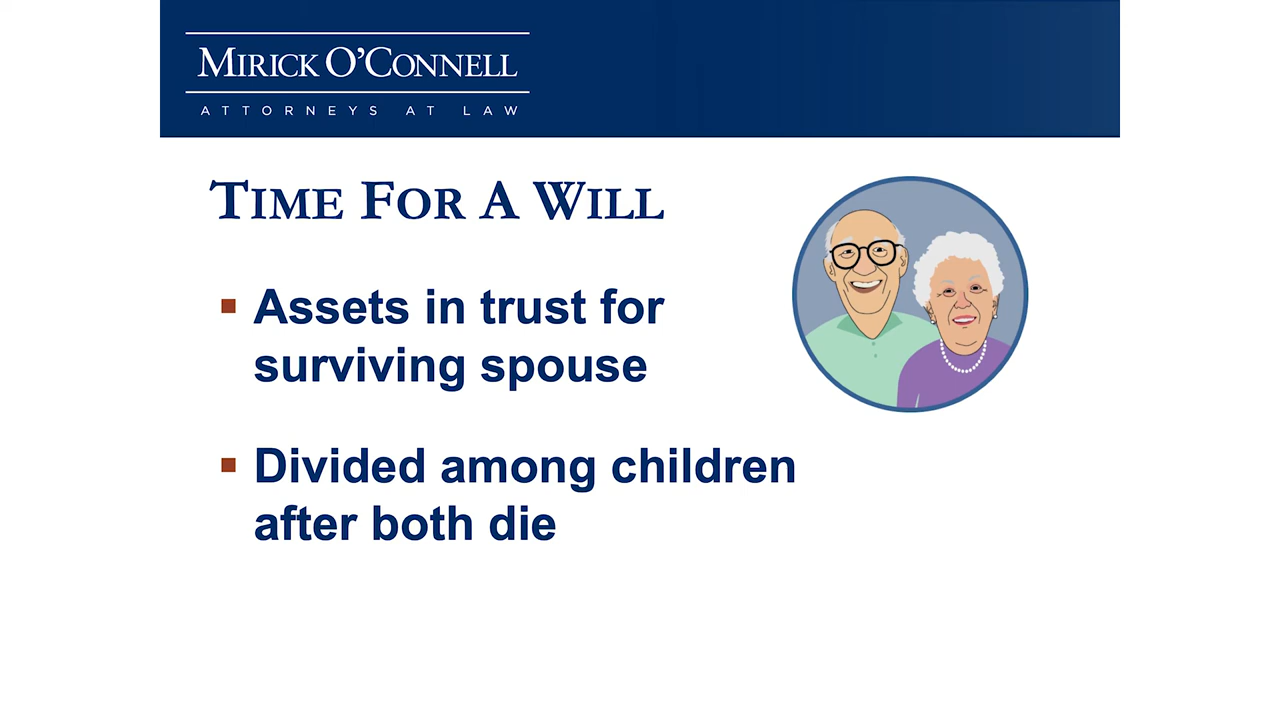 MIRICK O'CONNELL
ATTORNEYS AT LAW
TIME FOR A WILL
▪ Assets in trust for
surviving spouse
▪ Divided among children
after both die